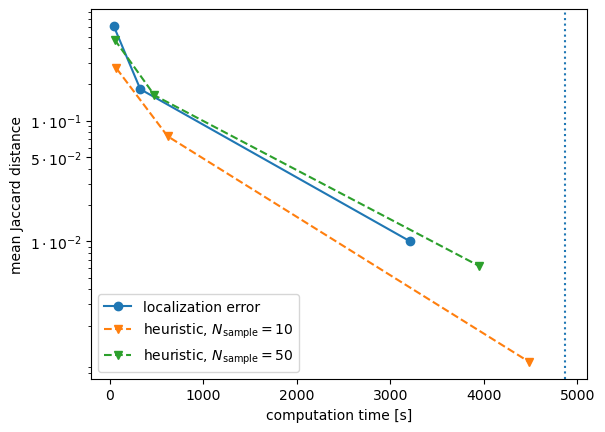 mean Jaccard distance
1·10⁻¹
5·10⁻²
1·10⁻²
localization error
heuristic, N_sample = 10
heuristic, N_sample = 50
0 1000 2000 3000 4000 5000
computation time [s]